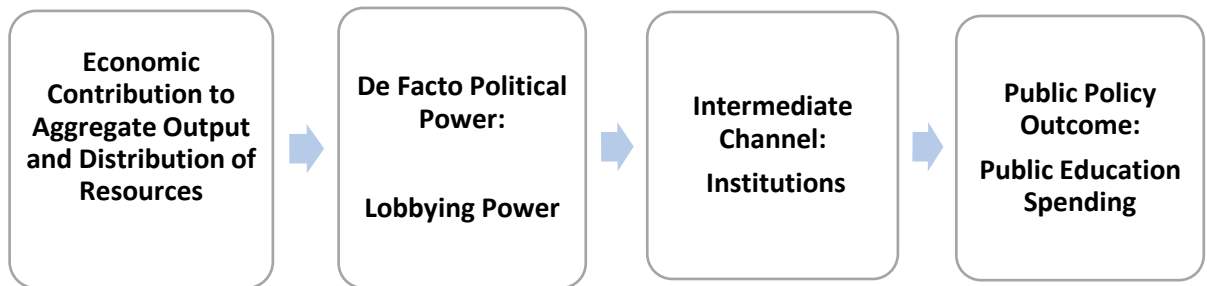 Economic
Contribution to
Aggregate Output
and Distribution of
Resources
De Facto Political
Power:
Lobbying Power
Intermediate
Channel:
Institutions
Public Policy
Outcome:
Public Education
Spending